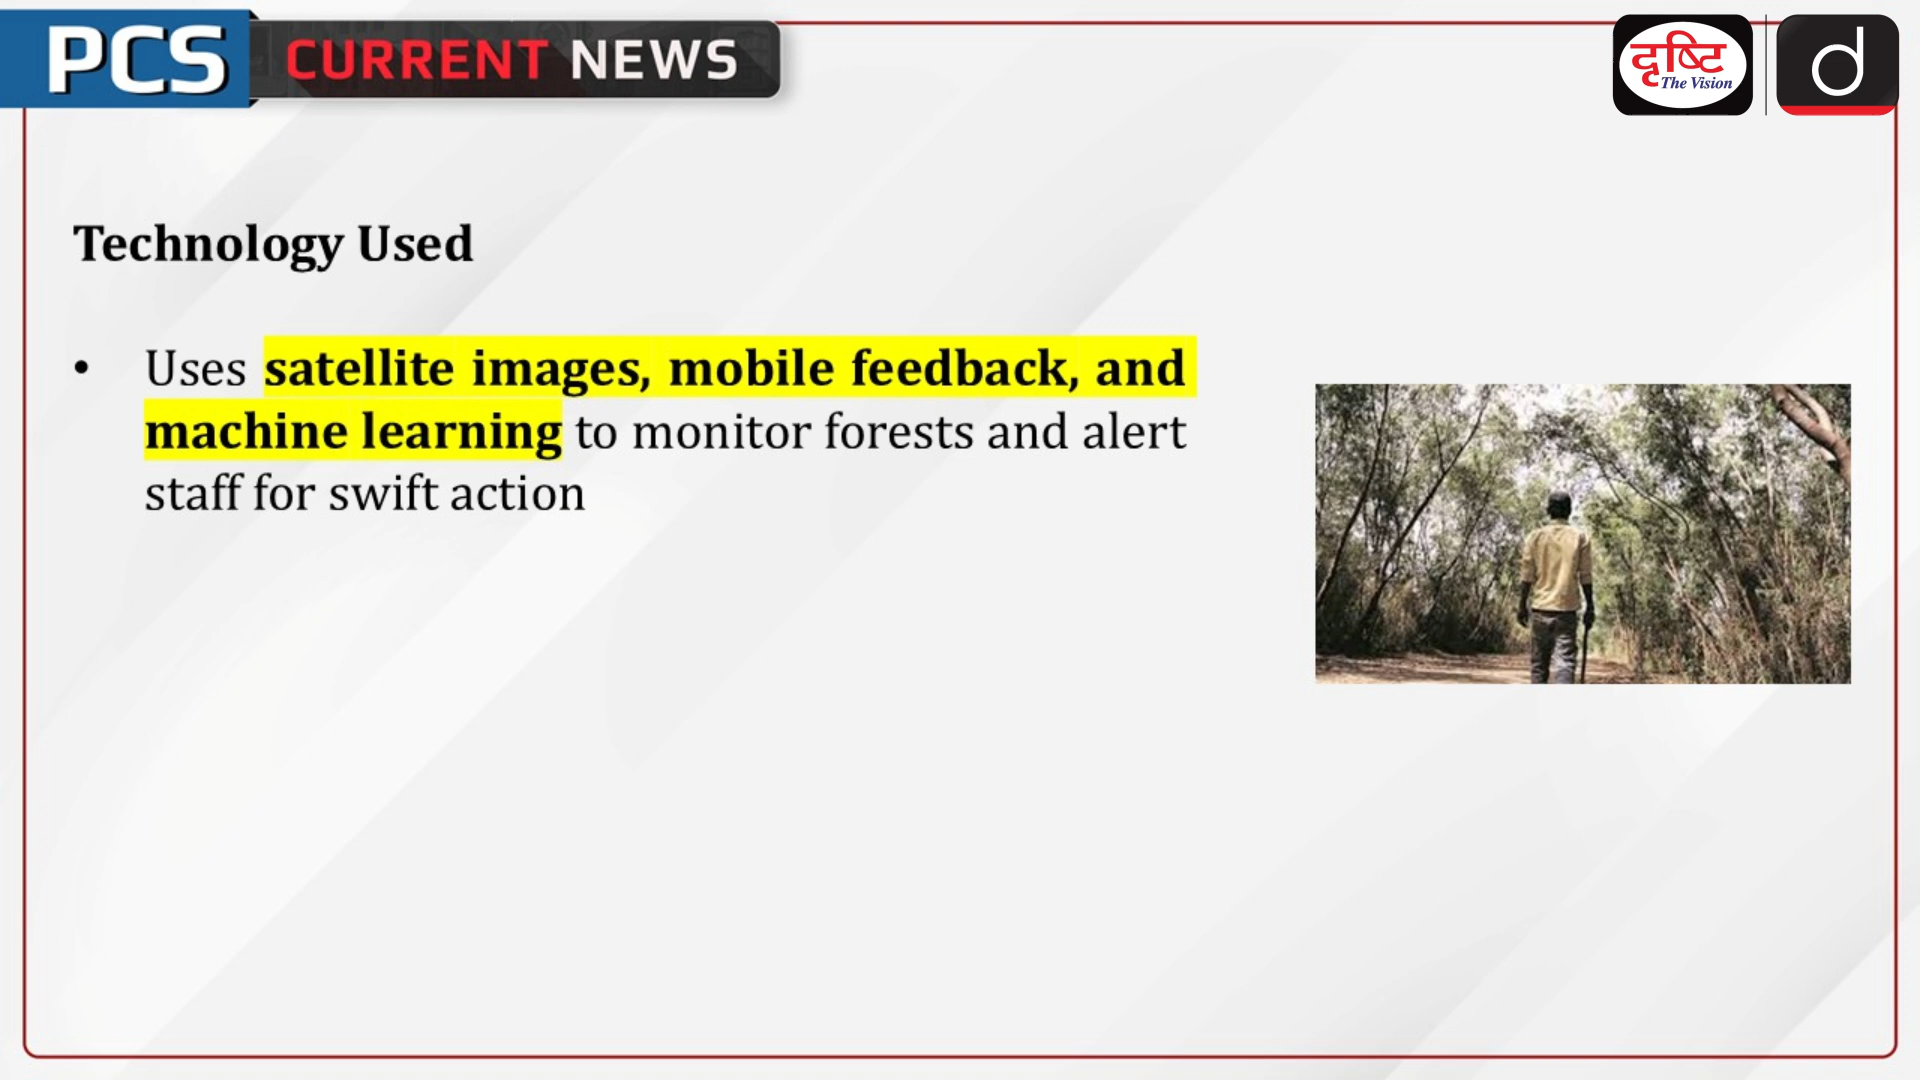 PCS CURRENT NEWS
दृष्टि
The Vision
d
Technology Used
• Uses satellite images, mobile feedback, and
machine learning to monitor forests and alert
staff for swift action